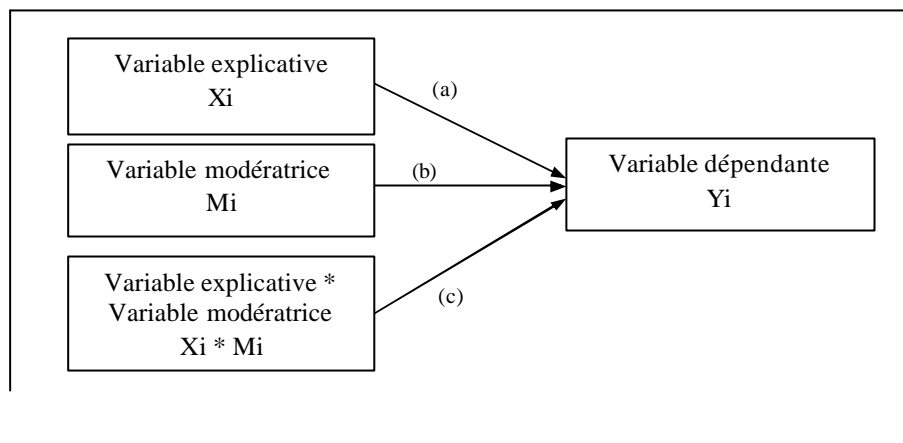 Variable explicative
Xi
(a)
Variable modératrice
Mi
(b)
Variable dépendante
Yi
Variable explicative *
Variable modératrice
Xi * Mi
(c)